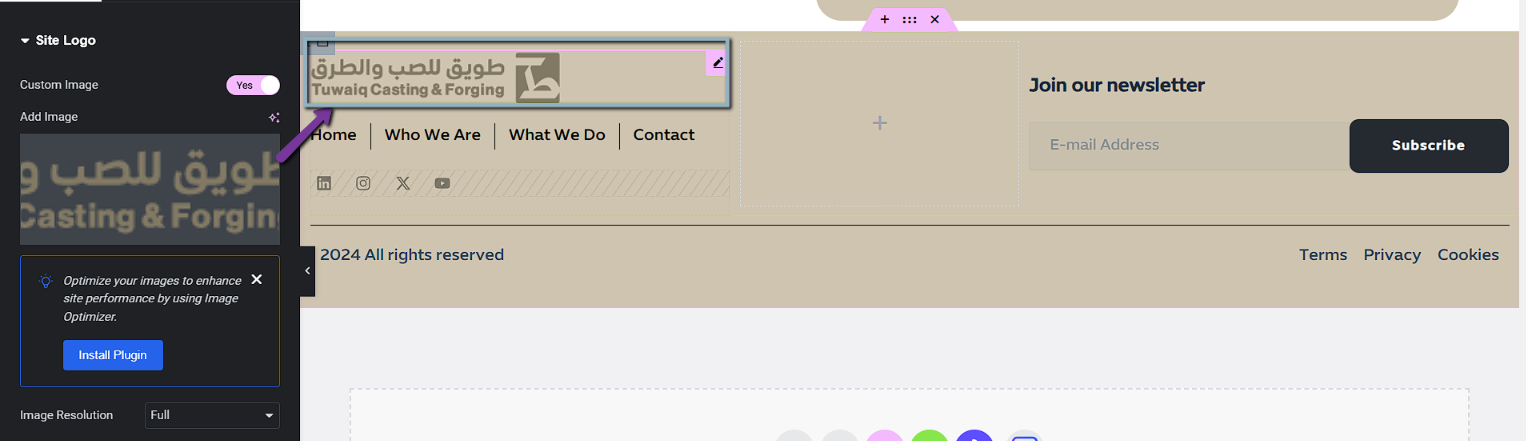 Site Logo
Custom Image
Yes
Add Image
طويق للصب و
Casting & Forging
Optimize your images to enhance
site performance by using Image
Optimizer.
Install Plugin
Image Resolution
Full
طويق للصب والطرق
Tuwaiq Casting & Forging
Home
Who We Are
What We Do
Contact
Join our newsletter
E-mail Address
Subscribe
2024 All rights reserved
Terms
Privacy
Cookies